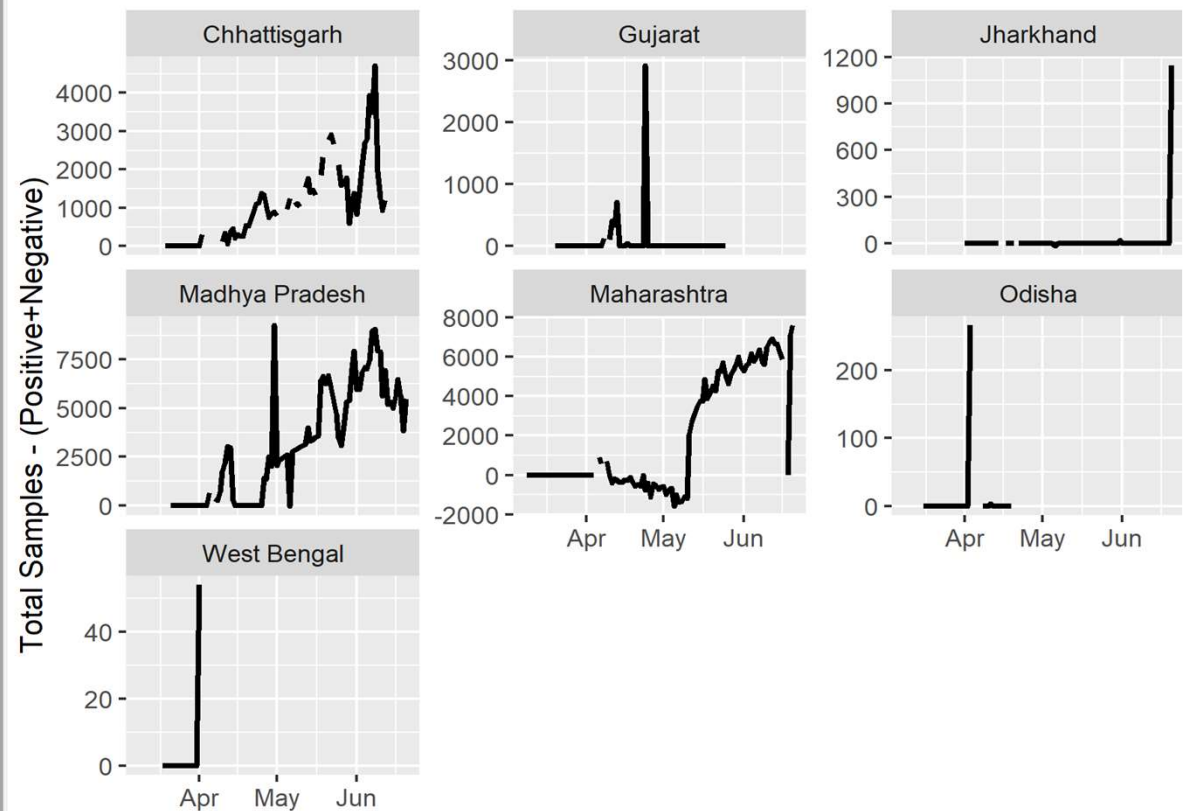 Total Samples - (Positive+Negative)
Chhattisgarh
4000
3000
2000
1000
0
Gujarat
3000
2000
1000
0
Jharkhand
1200
900
600
300
0
Madhya Pradesh
7500
5000
2500
0
Maharashtra
8000
6000
4000
2000
0
-2000
Apr May Jun
Odisha
200
100
0
Apr May Jun
West Bengal
40
20
0
Apr May Jun